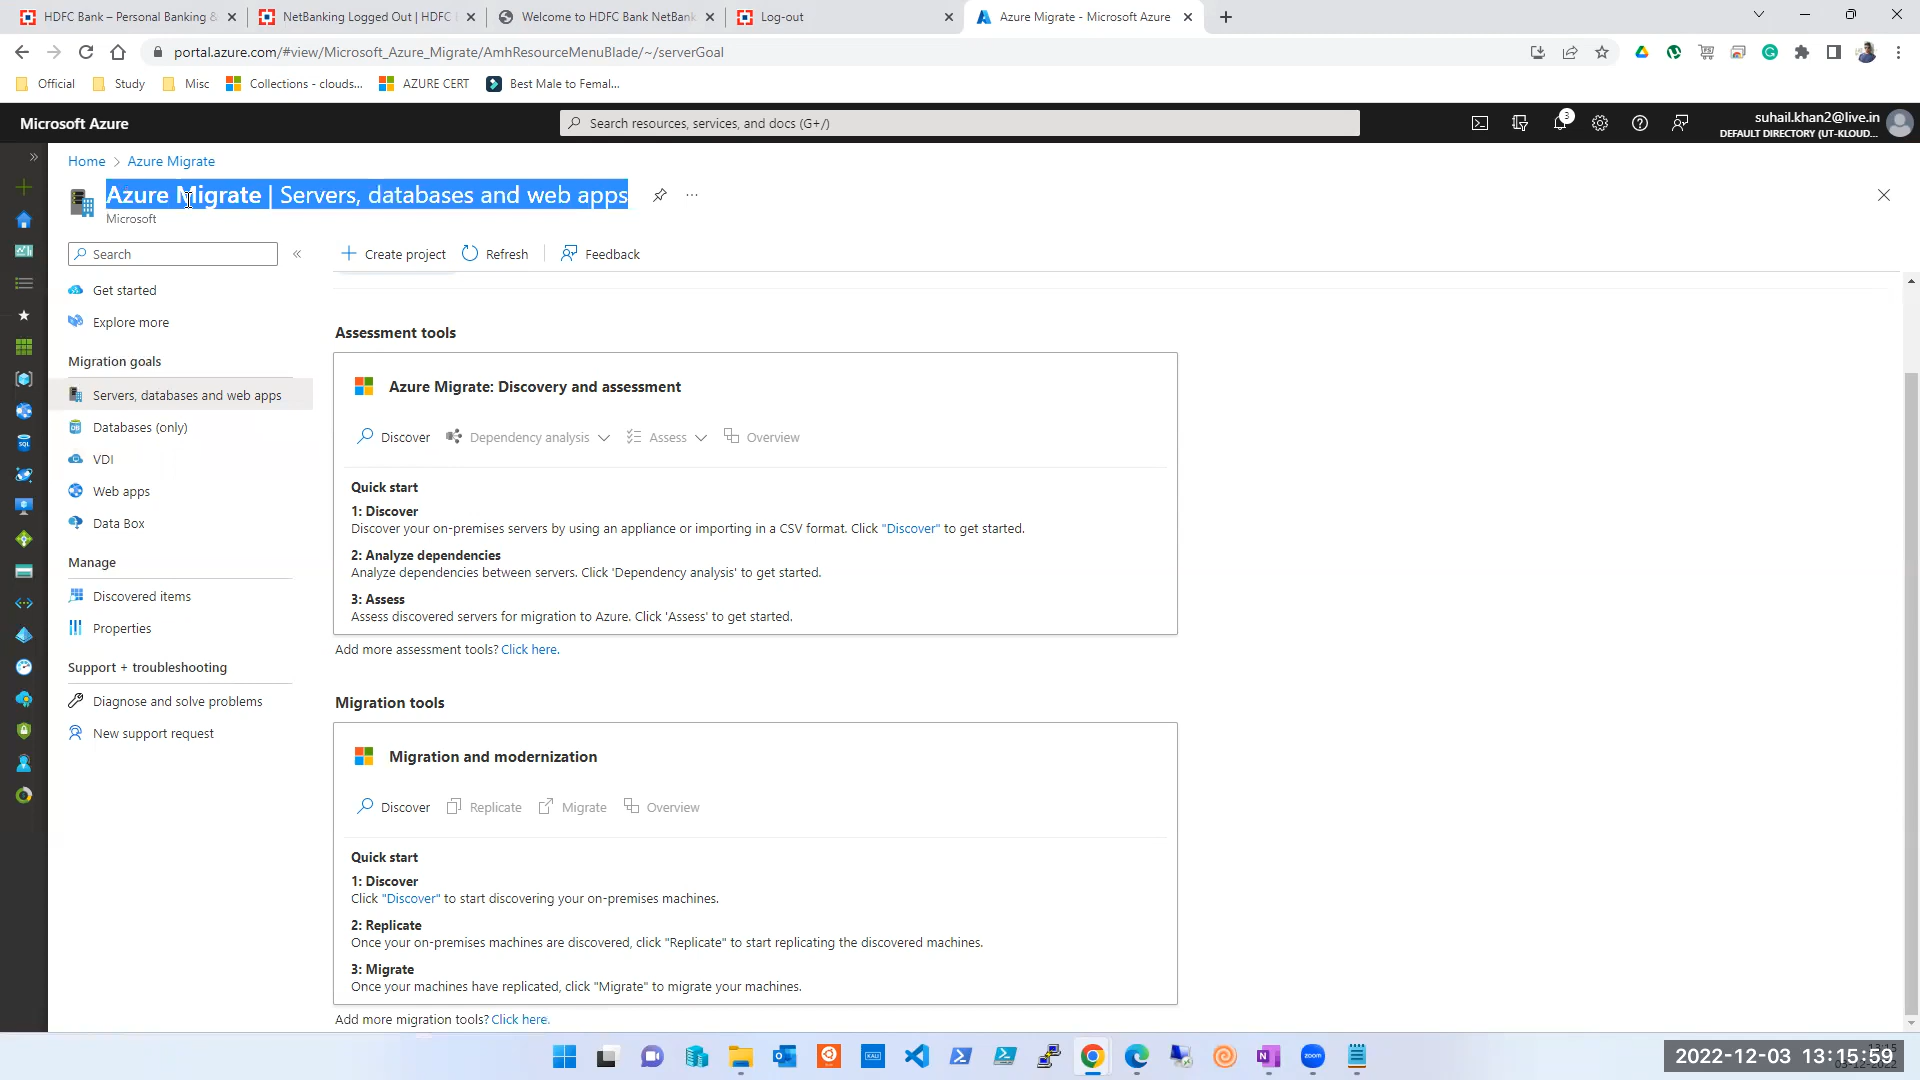 HDFC Bank – Personal Banking &
NetBanking Logged Out | HDFC
Welcome to HDFC Bank NetBank
Log-out
Azure Migrate - Microsoft Azure
portal.azure.com/#view/Microsoft_Azure_Migrate/AmhResourceMenuBlade/~/serverGoal
Official
Study
Misc
Collections - clouds...
AZURE CERT
Best Male to Femal...
Microsoft Azure
Search resources, services, and docs (G+/)
3
suhail.khan2@live.in
DEFAULT DIRECTORY (UT-KLOUD...
Home > Azure Migrate
Azure Migrate | Servers, databases and web apps
...
Microsoft
Search
Create project
Refresh
Feedback
Get started
Explore more
Migration goals
Servers, databases and web apps
Databases (only)
VDI
Web apps
Data Box
Manage
Discovered items
Properties
Support + troubleshooting
Diagnose and solve problems
New support request
Assessment tools
Azure Migrate: Discovery and assessment
Discover
Dependency analysis
Assess
Overview
Quick start
1: Discover
Discover your on-premises servers by using an appliance or importing in a CSV format. Click "Discover" to get started.
2: Analyze dependencies
Analyze dependencies between servers. Click 'Dependency analysis' to get started.
3: Assess
Assess discovered servers for migration to Azure. Click 'Assess' to get started.
Add more assessment tools? Click here.
Migration tools
Migration and modernization
Discover
Replicate
Migrate
Overview
Quick start
1: Discover
Click "Discover" to start discovering your on-premises machines.
2: Replicate
Once your on-premises machines are discovered, click "Replicate" to start replicating the discovered machines.
3: Migrate
Once your machines have replicated, click "Migrate" to migrate your machines.
Add more migration tools? Click here.
2022-12-03 13:15:59